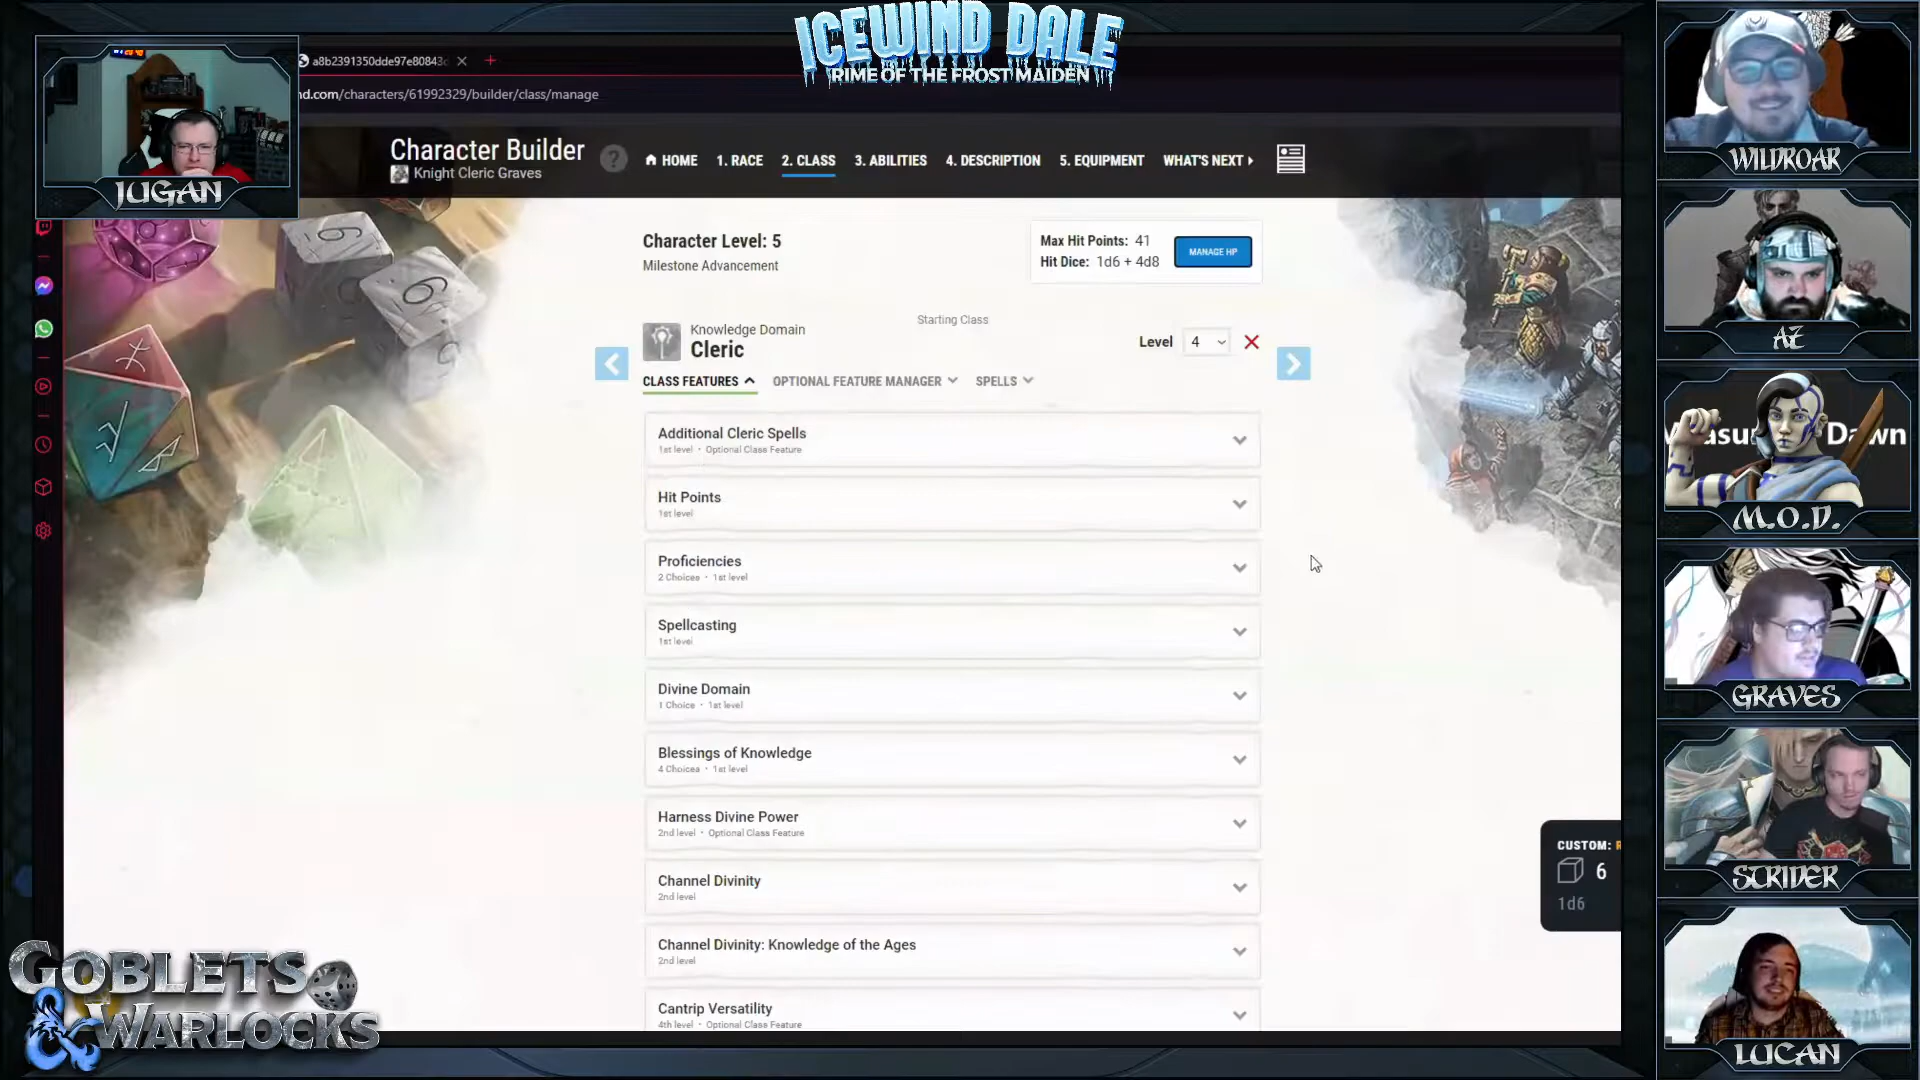 ICEWIND DALE
RIME OF THE FROST MAIDEN
a8b2391350dde97e80843
nd.com/characters/61992329/builder/class/manage
JUGAN
Character Builder
Knight Cleric Graves
?
HOME
1. RACE
2. CLASS
3. ABILITIES
4. DESCRIPTION
5. EQUIPMENT
WHAT'S NEXT
Character Level: 5
Milestone Advancement
Max Hit Points: 41
Hit Dice: 1d6 + 4d8
MANAGE HP
Starting Class
Knowledge Domain
Cleric
Level 4
CLASS FEATURES
OPTIONAL FEATURE MANAGER
SPELLS
Additional Cleric Spells
1st level • Optional Class Feature
Hit Points
1st level
Proficiencies
2 Choices • 1st level
Spellcasting
1st level
Divine Domain
1 Choice • 1st level
Blessings of Knowledge
4 Choices • 1st level
Harness Divine Power
2nd level • Optional Class Feature
Channel Divinity
2nd level
Channel Divinity: Knowledge of the Ages
2nd level
Cantrip Versatility
4th level • Optional Class Feature
CUSTOM:
6
1d6
GOBLETS
& WARLOCKS
WILDROAR
AZ
Dawn
M.O.D.
GRAVES
STRIDER
LUCAN